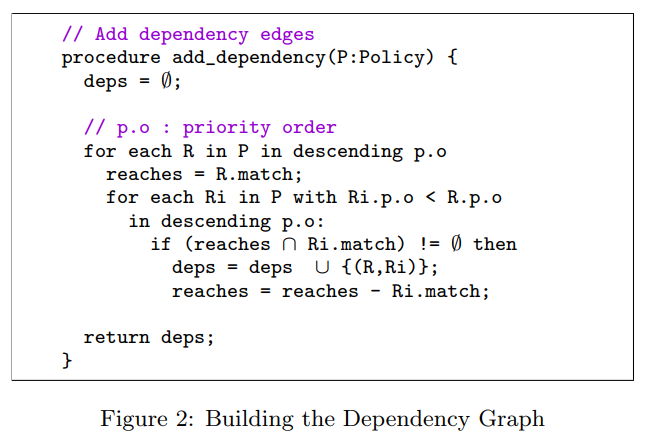 // Add dependency edges
procedure add_dependency(P:Policy) {
deps = ∅;
// p.o : priority order
for each R in P in descending p.o
reaches = R.match;
for each Ri in P with Ri.p.o < R.p.o
in descending p.o:
if (reaches ∩ Ri.match) != ∅ then
deps = deps ∪ {(R,Ri)};
reaches = reaches - Ri.match;
return deps;
}
Figure 2: Building the Dependency Graph